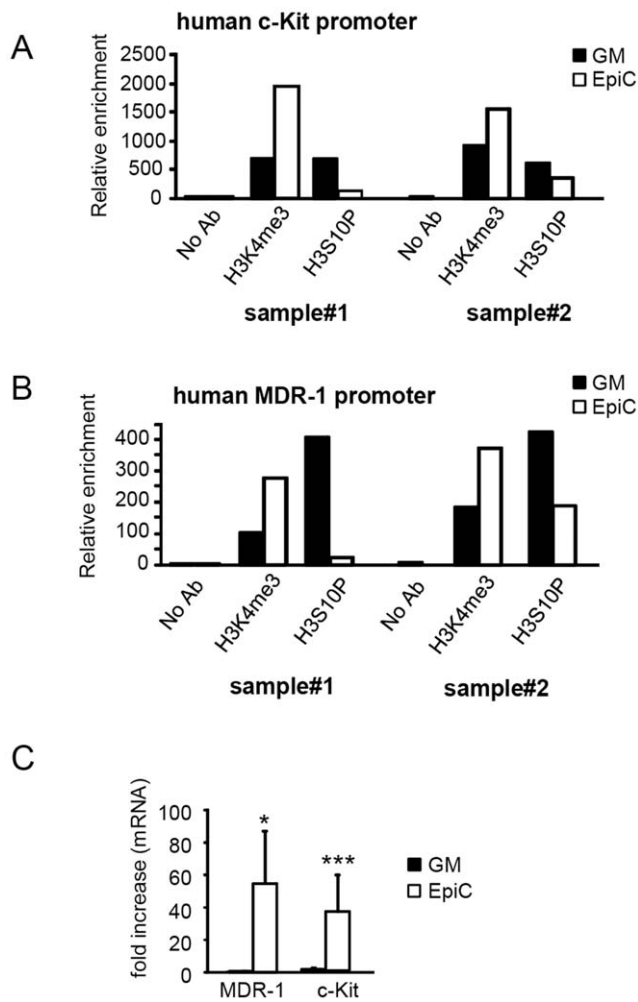 A
human c-Kit promoter
GM
EpiC
Relative enrichment
2500
2000
1500
1000
500
0
No Ab
H3K4me3
H3S10P
No Ab
H3K4me3
H3S10P
sample#1
sample#2
B
human MDR-1 promoter
GM
EpiC
Relative enrichment
400
300
200
100
0
No Ab
H3K4me3
H3S10P
No Ab
H3K4me3
H3S10P
sample#1
sample#2
C
fold increase (mRNA)
100
80
60
40
20
0
*
***
GM
EpiC
MDR-1
c-Kit